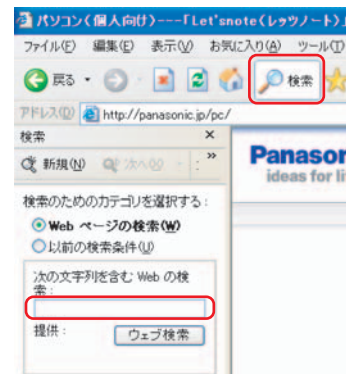 パソコン(個人向け)---「Let'snote(レッツノート)」
ファイル(F) 編集(E) 表示(V) お気に入り(A) ツール(T)
戻る 検索
アドレス(D) http://panasonic.jp/pc/
検索 ×
新規(N) 次へ(X) »
検索のためのカテゴリを選択する:
Web ページの検索(W)
以前の検索条件(U)
次の文字列を含む Web の検
索:
提供: ウェブ検索
Panason
ideas for li